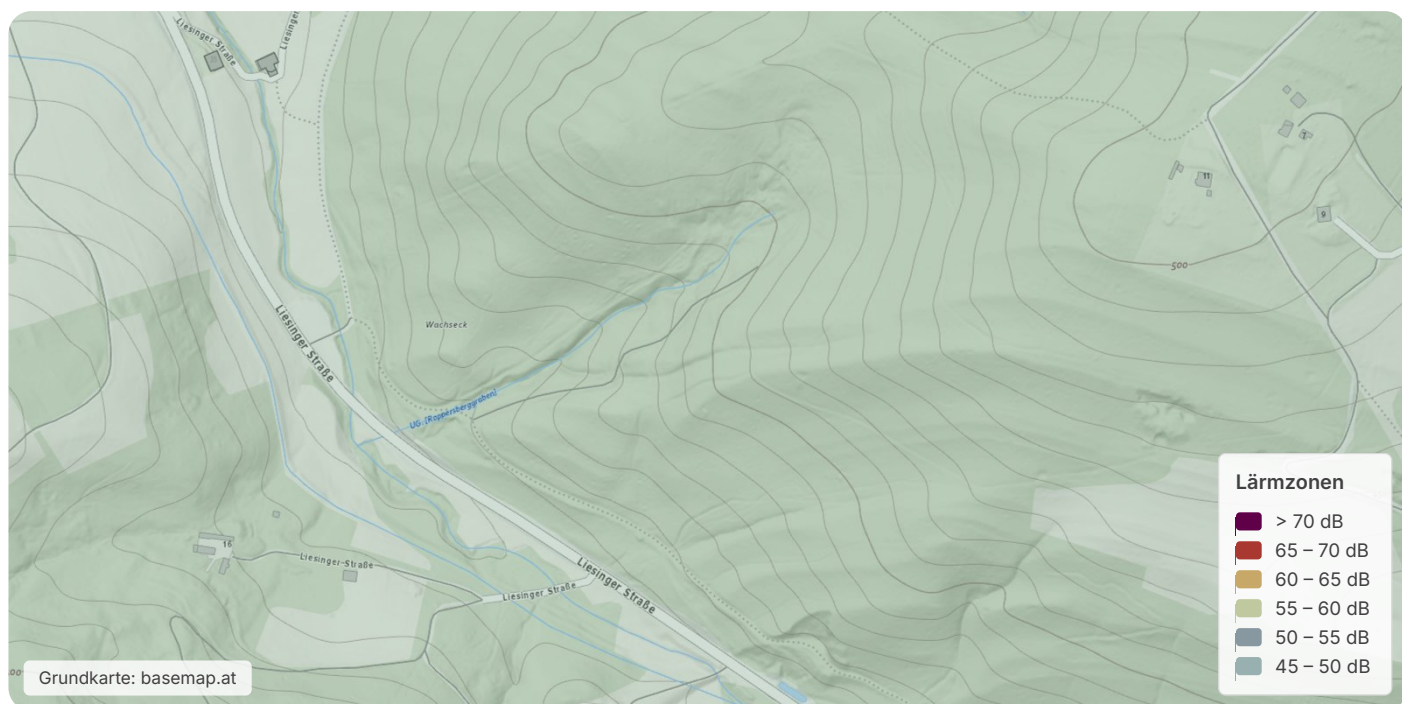 Liesinger Straße
Liesinger
11
9
500
Wachseck
Liesinger Straße
UG. [Roppersberggraben]
16
Liesinger Straße
Liesinger Straße
Liesinger Straße
Lärmzonen
> 70 dB
65 – 70 dB
60 – 65 dB
55 – 60 dB
50 – 55 dB
45 – 50 dB
Grundkarte: basemap.at